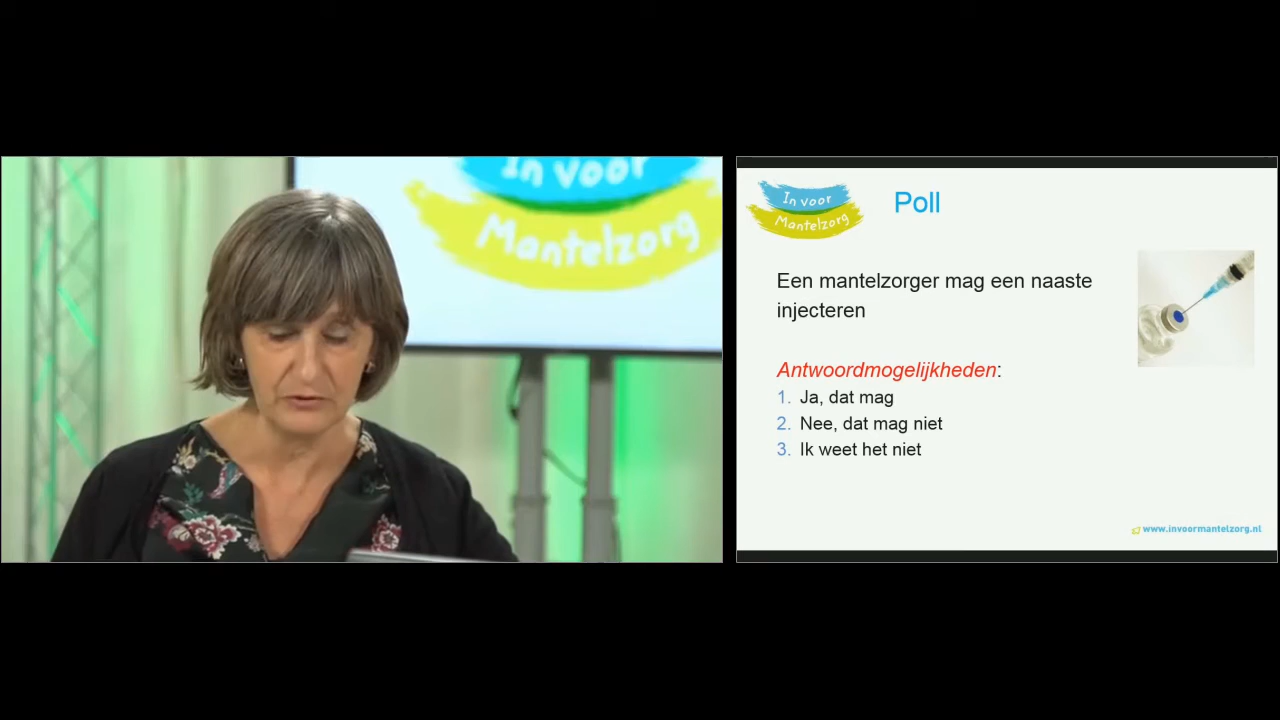 In voor
Mantelzorg
In voor
Mantelzorg
Poll
Een mantelzorger mag een naaste
injecteren
Antwoordmogelijkheden:
1. Ja, dat mag
2. Nee, dat mag niet
3. Ik weet het niet
www.invoormantelzorg.nl